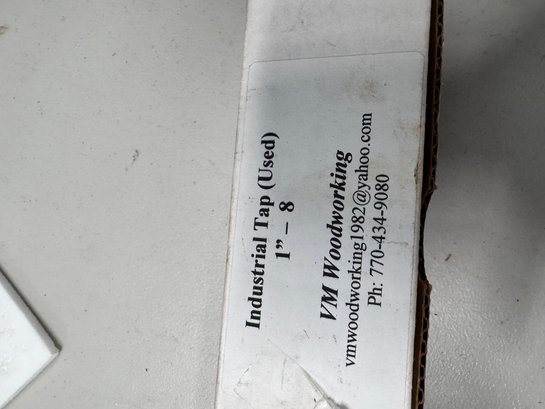 Industrial Tap (Used)
1” – 8
VM Woodworking
vmwoodworking1982@yahoo.com
Ph: 770-434-9080